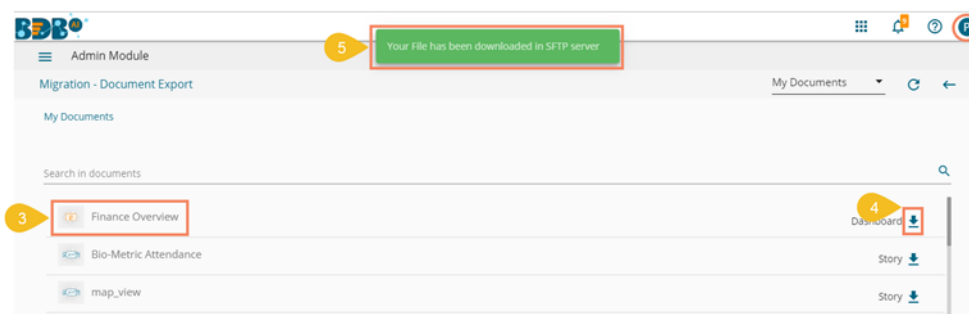 BDB AI
9
P
5
Your File has been downloaded in SFTP server
Admin Module
Migration - Document Export
My Documents
My Documents
Search in documents
3
Finance Overview
4
Dashboard
Bio-Metric Attendance
Story
map_view
Story